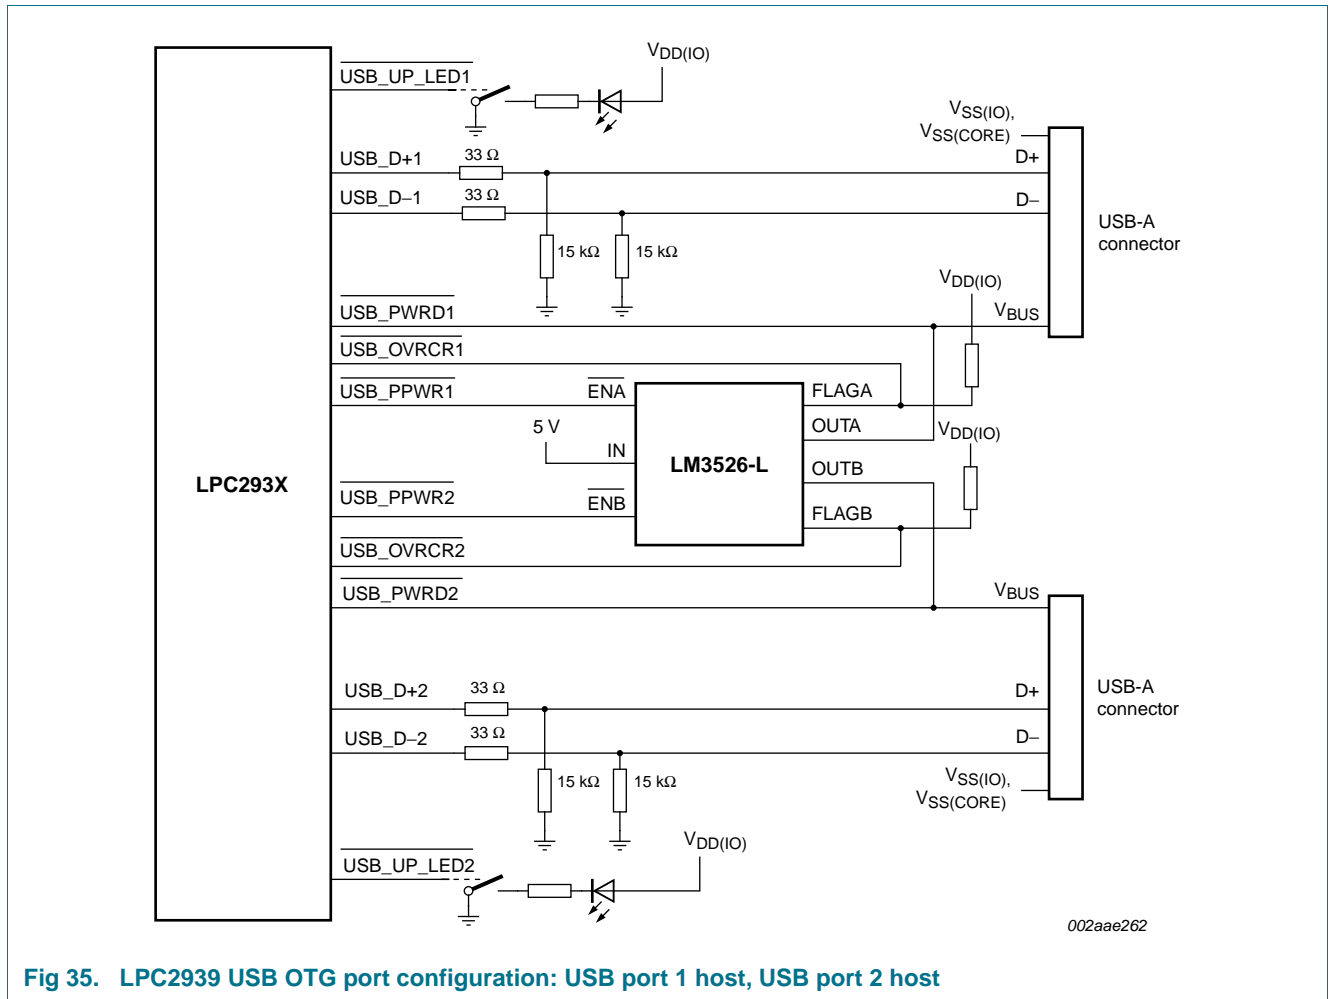 USB_UP_LED1
VDD(IO)
VSS(IO),
VSS(CORE)
USB_D+1
33 Ω
D+
USB_D−1
33 Ω
D−
USB-A
connector
15 kΩ
15 kΩ
VDD(IO)
USB_PWRD1
VBUS
USB_OVRCR1
USB_PPWR1
ENA
FLAGA
5 V
OUTA
VDD(IO)
IN
LM3526-L
OUTB
LPC293X
USB_PPWR2
ENB
FLAGB
USB_OVRCR2
USB_PWRD2
VBUS
USB_D+2
33 Ω
D+
USB-A
connector
USB_D−2
33 Ω
D−
15 kΩ
15 kΩ
VSS(IO),
VSS(CORE)
VDD(IO)
USB_UP_LED2
002aae262
Fig 35. LPC2939 USB OTG port configuration: USB port 1 host, USB port 2 host